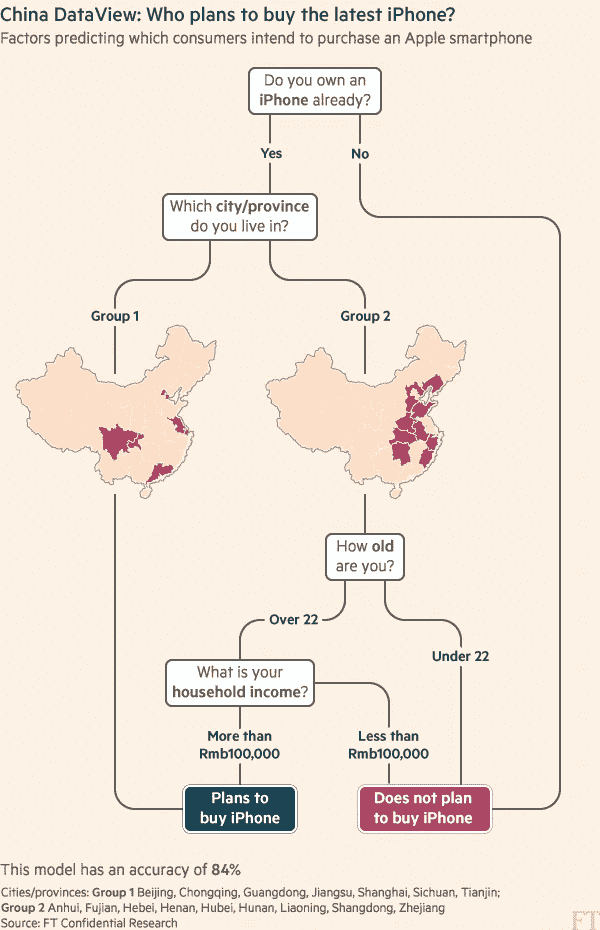 China DataView: Who plans to buy the latest iPhone?
Factors predicting which consumers intend to purchase an Apple smartphone
Do you own an
iPhone already?
Yes
No
Which city/province
do you live in?
Group 1
Group 2
How old
are you?
Over 22
Under 22
What is your
household income?
More than
Rmb100,000
Less than
Rmb100,000
Plans to
buy iPhone
Does not plan
to buy iPhone
This model has an accuracy of 84%
Cities/provinces: Group 1 Beijing, Chongqing, Guangdong, Jiangsu, Shanghai, Sichuan, Tianjin;
Group 2 Anhui, Fujian, Hebei, Henan, Hubei, Hunan, Liaoning, Shangdong, Zhejiang
Source: FT Confidential Research
FT